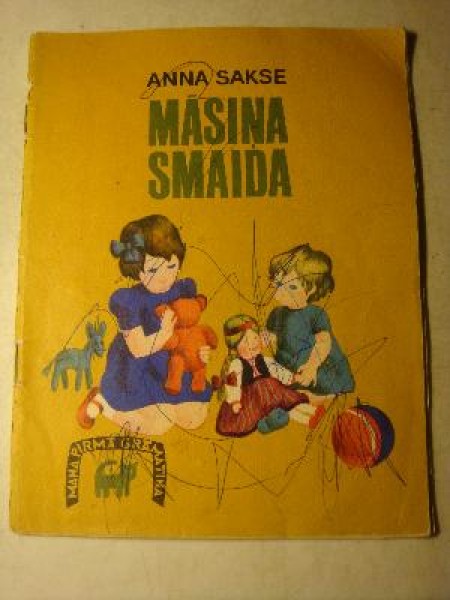 ANNA SAKSE
MĀSIŅA
SMAIDA
MANA PIRMĀ GRĀMATIŅA